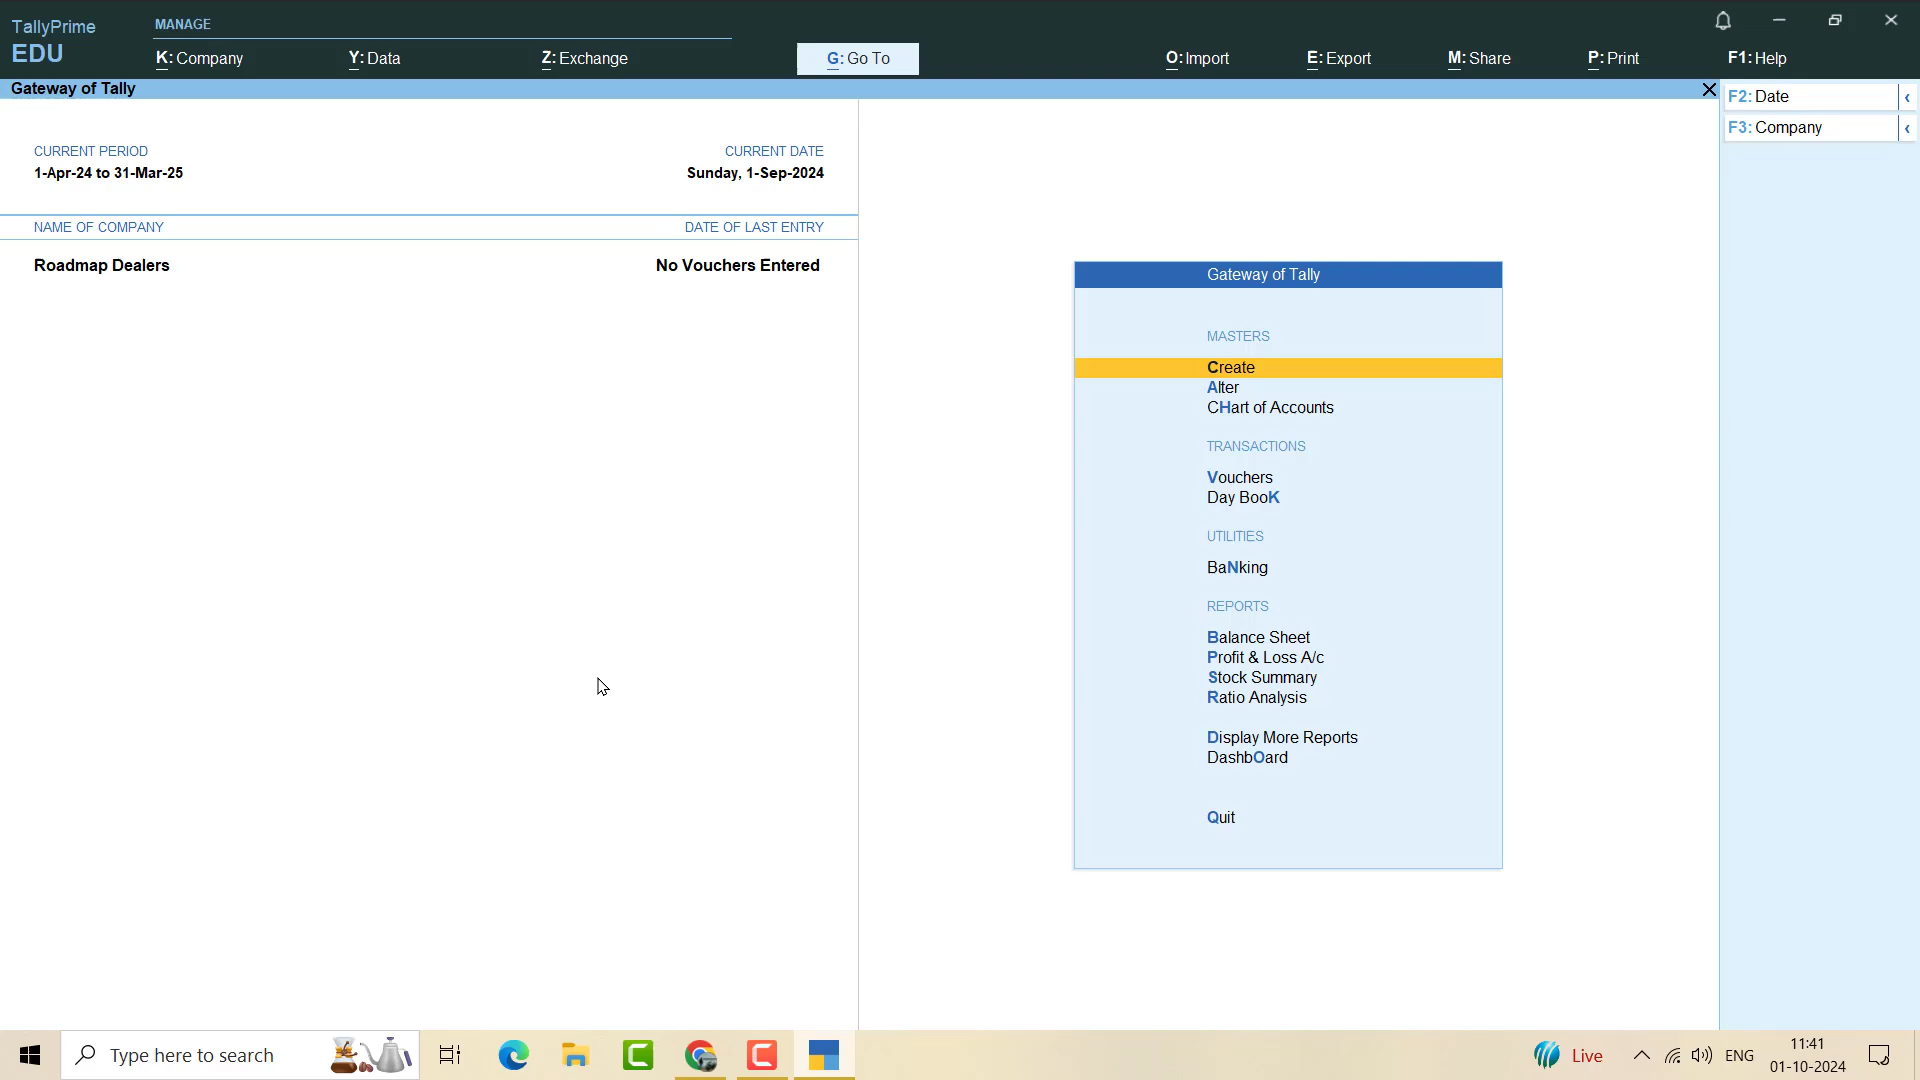 TallyPrime
EDU
MANAGE
K: Company
Y: Data
Z: Exchange
G: Go To
O: Import
E: Export
M: Share
P: Print
F1: Help
Gateway of Tally
F2: Date
F3: Company
CURRENT PERIOD
CURRENT DATE
1-Apr-24 to 31-Mar-25
Sunday, 1-Sep-2024
NAME OF COMPANY
DATE OF LAST ENTRY
Roadmap Dealers
No Vouchers Entered
Gateway of Tally
MASTERS
Create
Alter
CHart of Accounts
TRANSACTIONS
Vouchers
Day BooK
UTILITIES
BaNking
REPORTS
Balance Sheet
Profit & Loss A/c
Stock Summary
Ratio Analysis
Display More Reports
DashbOard
Quit
Type here to search
Live
ENG
11:41
01-10-2024